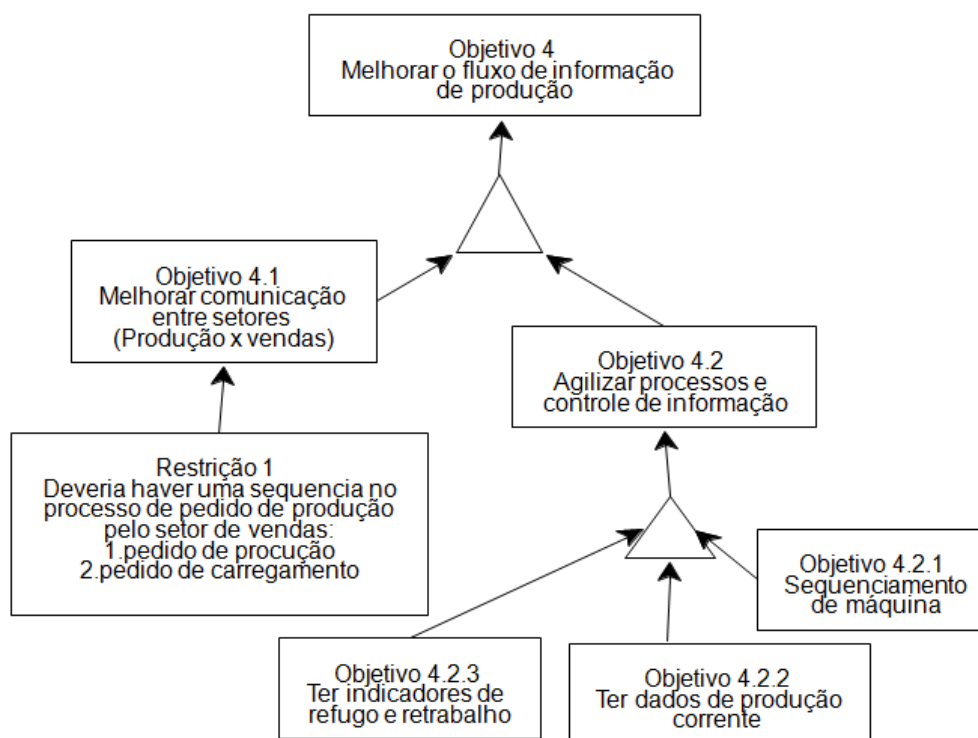 Objetivo 4
Melhorar o fluxo de informação
de produção
Objetivo 4.1
Melhorar comunicação
entre setores
(Produção x vendas)
Objetivo 4.2
Agilizar processos e
controle de informação
Restrição 1
Deveria haver uma sequencia no
processo de pedido de produção
pelo setor de vendas:
1.pedido de procução
2.pedido de carregamento
Objetivo 4.2.1
Sequenciamento
de máquina
Objetivo 4.2.3
Ter indicadores de
refugo e retrabalho
Objetivo 4.2.2
Ter dados de produção
corrente